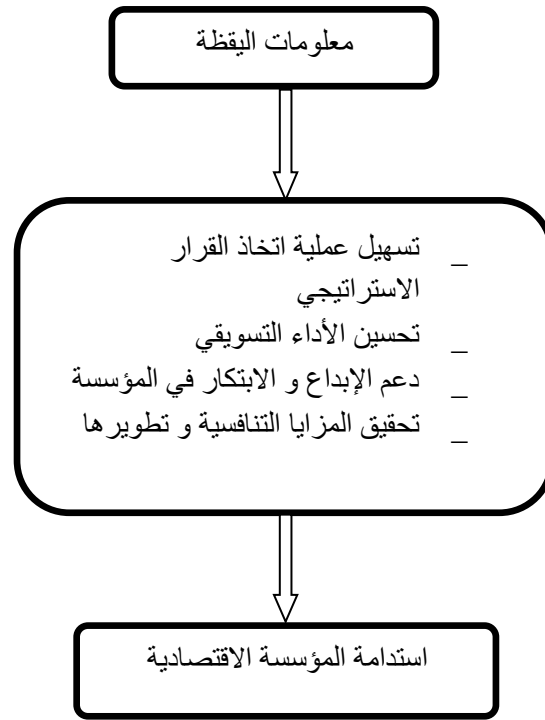 معلومات اليقظة
_ تسهيل عملية اتخاذ القرار
الاستراتيجي
_ تحسين الأداء التسويقي
_ دعم الإبداع و الابتكار في المؤسسة
_ تحقيق المزايا التنافسية و تطويرها
استدامة المؤسسة الاقتصادية